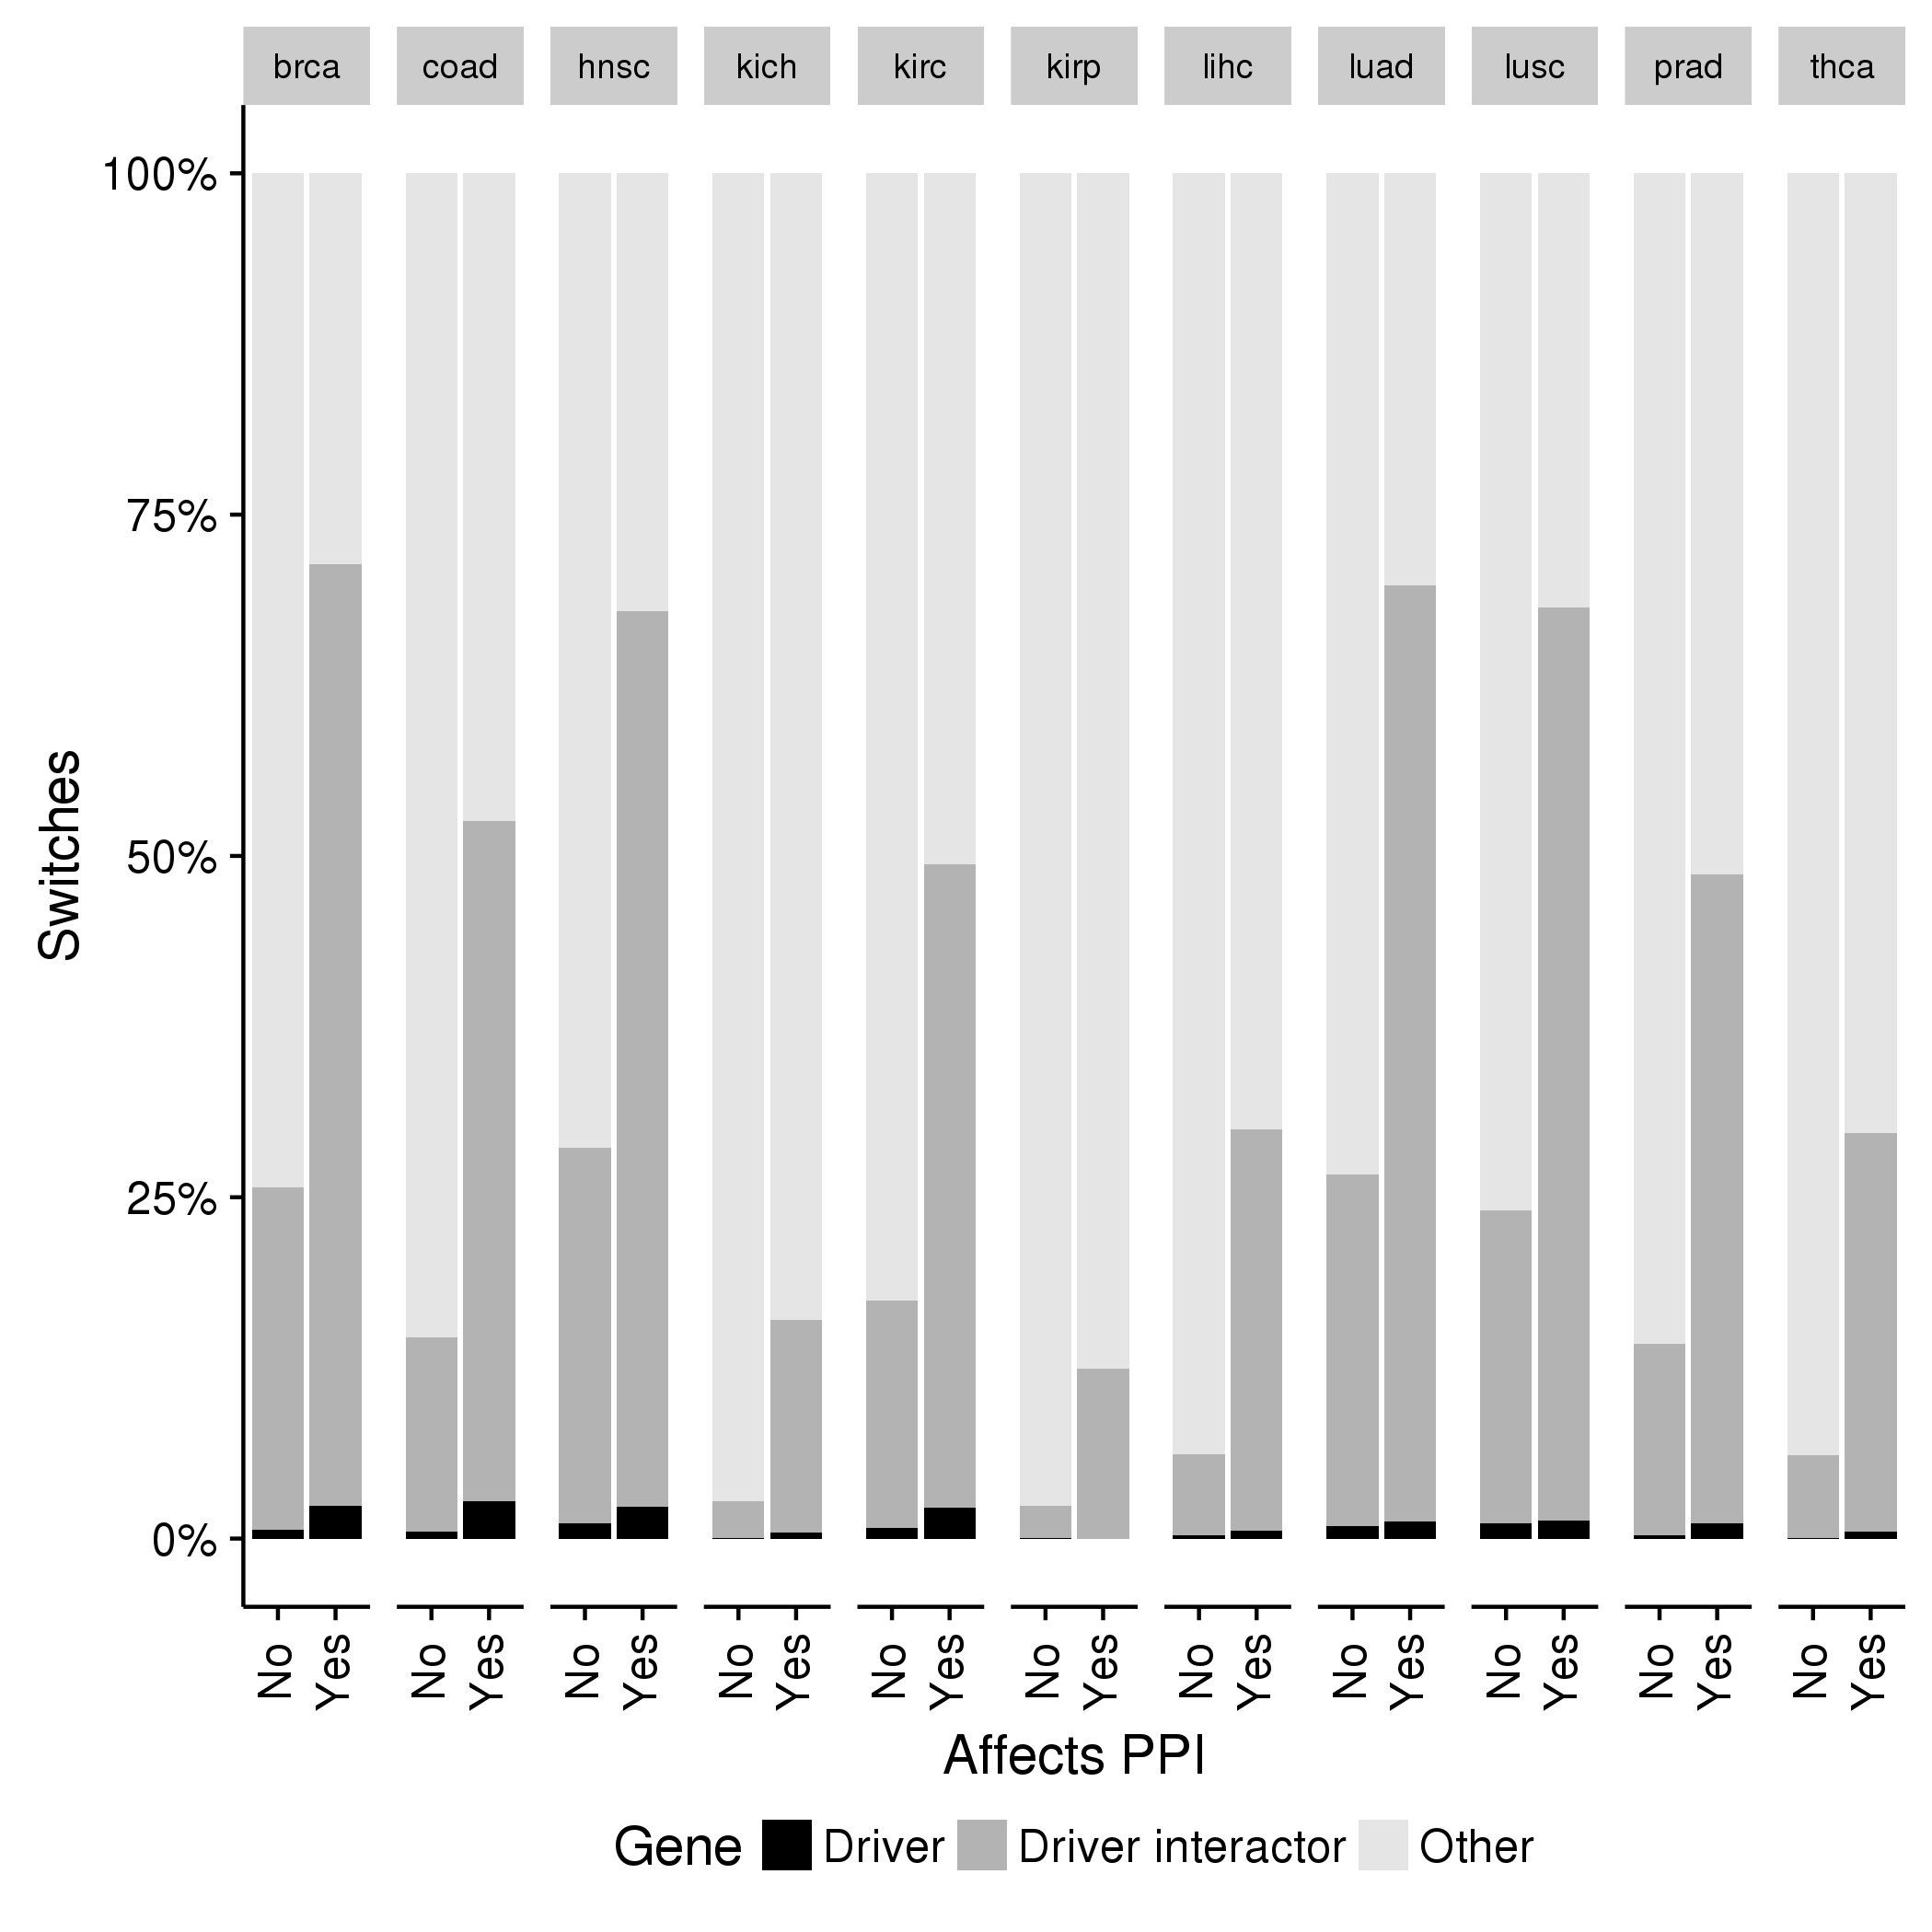 brca coad hnsc kich kirc kirp lihc luad lusc prad thca
100%
75%
50%
25%
0%
Switches
No Yes No Yes No Yes No Yes No Yes No Yes No Yes No Yes No Yes No Yes No Yes
Affects PPI
Gene Driver Driver interactor Other